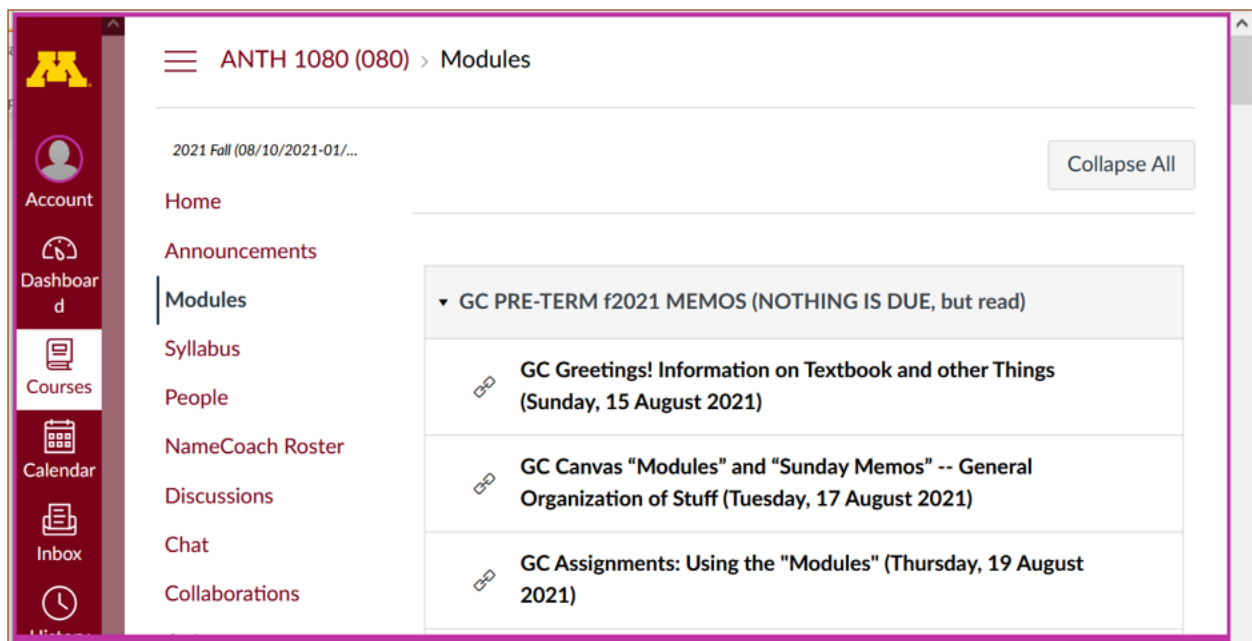 ANTH 1080 (080) > Modules
2021 Fall (08/10/2021-01/...
Collapse All
Account
Dashboar
d
Courses
Calendar
Inbox
History
Home
Announcements
Modules
Syllabus
People
NameCoach Roster
Discussions
Chat
Collaborations
GC PRE-TERM f2021 MEMOS (NOTHING IS DUE, but read)
GC Greetings! Information on Textbook and other Things
(Sunday, 15 August 2021)
GC Canvas “Modules” and “Sunday Memos” -- General
Organization of Stuff (Tuesday, 17 August 2021)
GC Assignments: Using the "Modules" (Thursday, 19 August
2021)